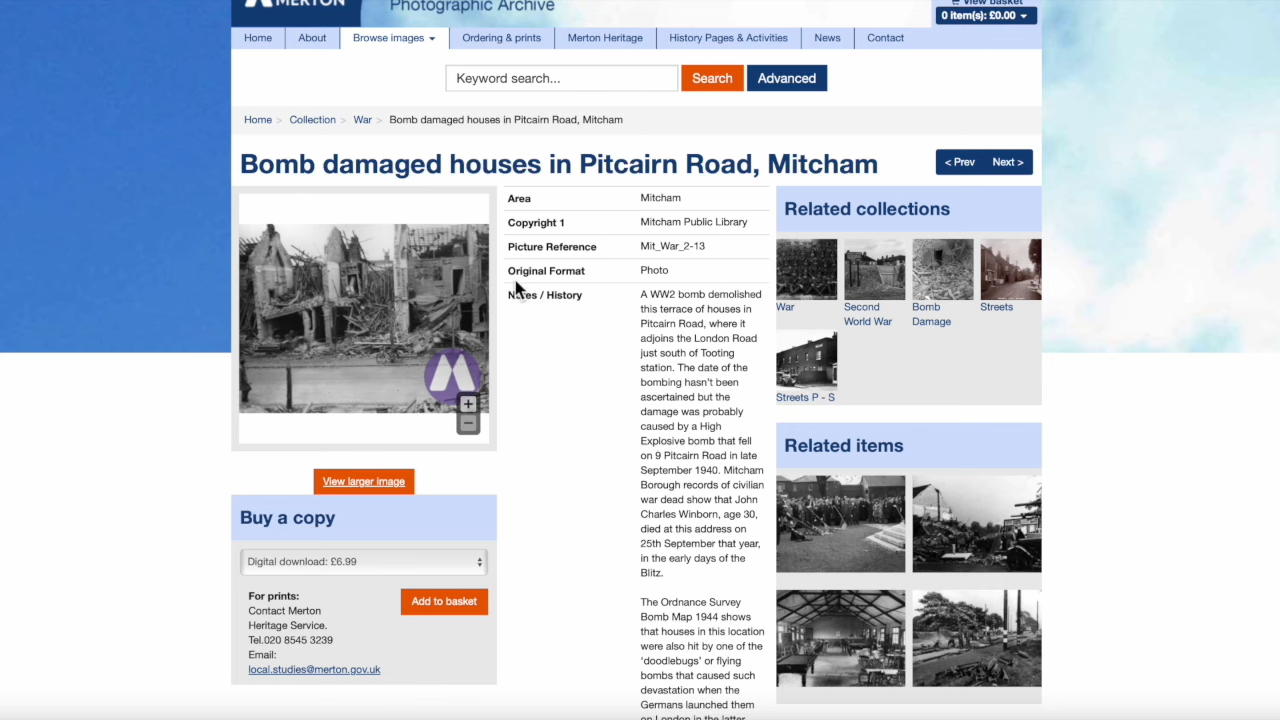 MERTON
Photographic Archive
View basket
0 item(s): £0.00
Home
About
Browse images
Ordering & prints
Merton Heritage
History Pages & Activities
News
Contact
Keyword search...
Search
Advanced
Home > Collection > War > Bomb damaged houses in Pitcairn Road, Mitcham
Bomb damaged houses in Pitcairn Road, Mitcham
< Prev
Next >
Area
Mitcham
Copyright 1
Mitcham Public Library
Picture Reference
Mit_War_2-13
Original Format
Photo
Notes / History
A WW2 bomb demolished
this terrace of houses in
Pitcairn Road, where it
adjoins the London Road
just south of Tooting
station. The date of the
bombing hasn't been
ascertained but the
damage was probably
caused by a High
Explosive bomb that fell
on 9 Pitcairn Road in late
September 1940. Mitcham
Borough records of civilian
war dead show that John
Charles Winborn, age 30,
died at this address on
25th September that year,
in the early days of the
Blitz.
The Ordnance Survey
Bomb Map 1944 shows
that houses in this location
were also hit by one of the
‘doodlebugs’ or flying
bombs that caused such
devastation when the
Germans launched them
on London in the latter
View larger image
Buy a copy
Digital download: £6.99
For prints:
Contact Merton
Heritage Service.
Tel.020 8545 3239
Email:
local.studies@merton.gov.uk
Add to basket
Related collections
War
Second
World War
Bomb
Damage
Streets
Streets P - S
Related items